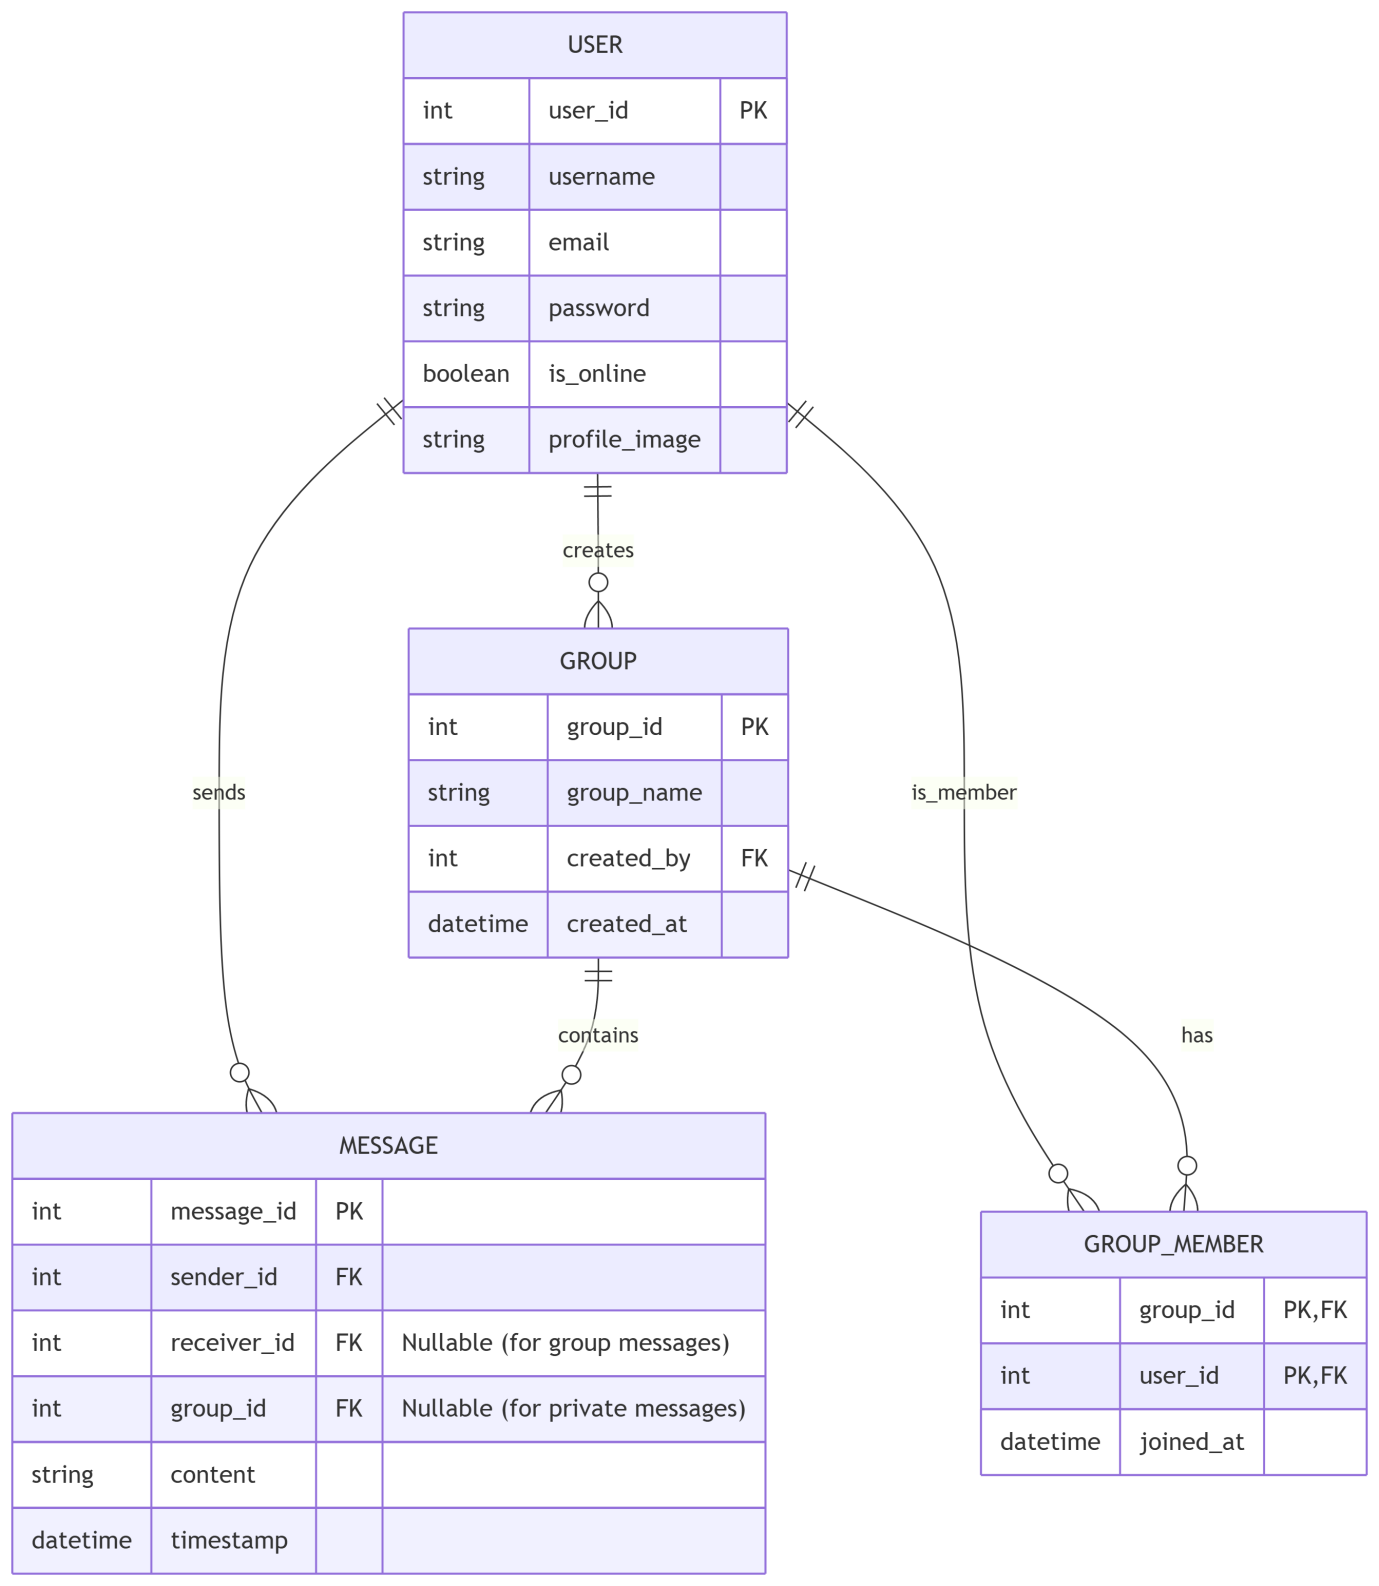 USER
int user_id PK
string username
string email
string password
boolean is_online
string profile_image
creates
GROUP
int group_id PK
string group_name
int created_by FK
datetime created_at
sends
is_member
contains
has
MESSAGE
int message_id PK
int sender_id FK
int receiver_id FK Nullable (for group messages)
int group_id FK Nullable (for private messages)
string content
datetime timestamp
GROUP_MEMBER
int group_id PK,FK
int user_id PK,FK
datetime joined_at